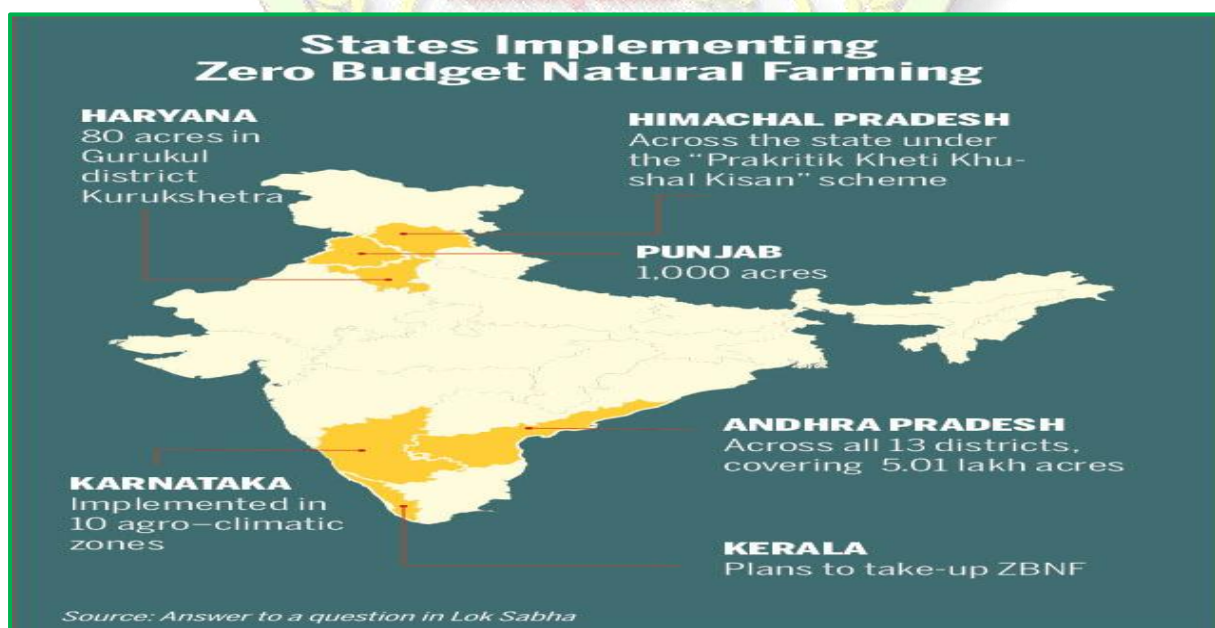 States Implementing
Zero Budget Natural Farming
HARYANA
80 acres in
Gurukul
district
Kurukshetra
HIMACHAL PRADESH
Across the state under
the "Prakritik Kheti Khu-
shal Kisan" scheme
PUNJAB
1,000 acres
ANDHRA PRADESH
Across all 13 districts,
covering 5.01 lakh acres
KARNATAKA
Implemented in
10 agro—climatic
zones
KERALA
Plans to take-up ZBNF
Source: Answer to a question in Lok Sabha